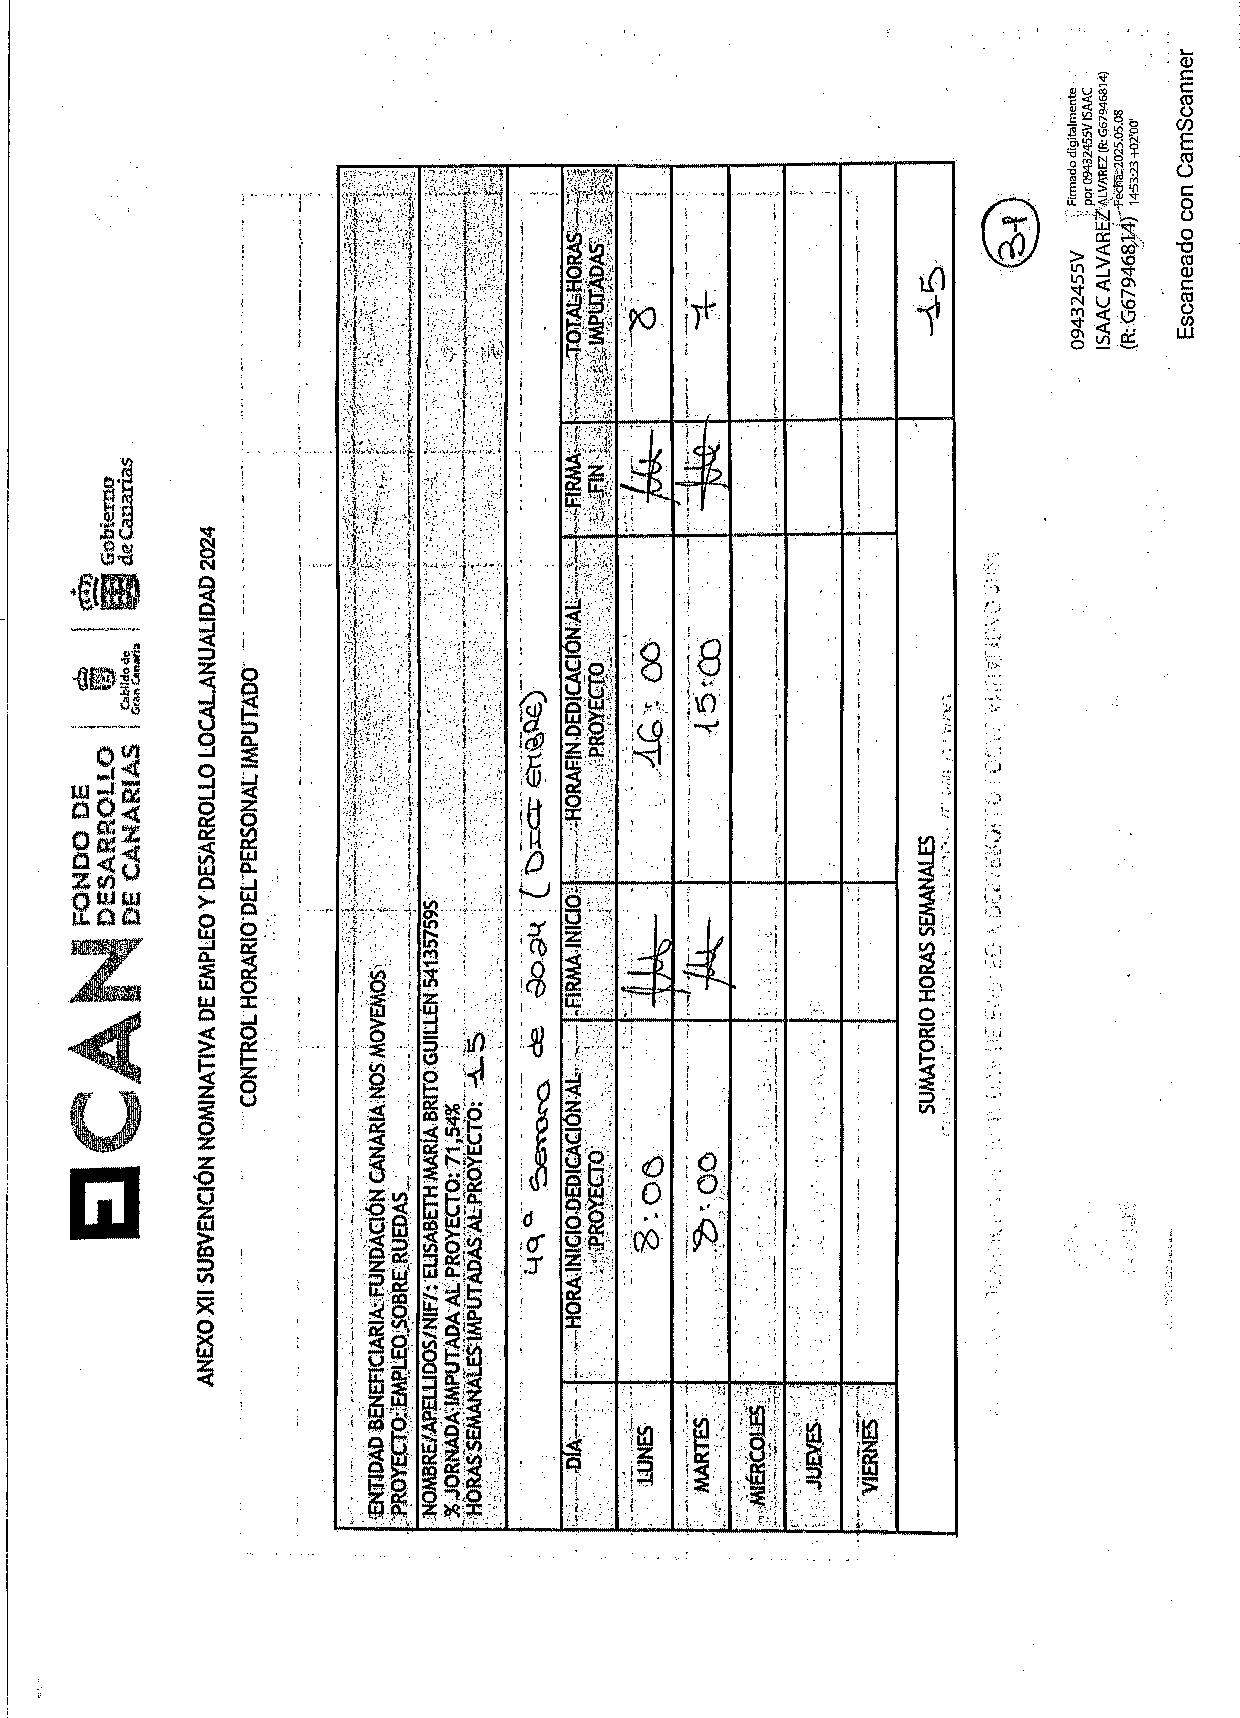 FONDO DE
CAN DESARROLLO
DE CANARIAS
Cabildo de
Gran Canaria
Gobierno
de Canarias
ANEXO XII SUBVENCIÓN NOMINATIVA DE EMPLEO Y DESARROLLO LOCAL ANUALIDAD 2024
CONTROL HORARIO DEL PERSONAL IMPUTADO
ENTIDAD BENEFICIARIA: FUNDACIÓN CANARIA NOS MOVEMOS
PROYECTO: EMPLEO SOBRE RUEDAS
NOMBRE/APELLIDOS/NIF/: ELISABETH MARÍA BRITO GUILLEN 54135759S
% JORNADA IMPUTADA AL PROYECTO: 71,54%
HORAS SEMANALES IMPUTADAS AL PROYECTO: 15
49ª semana de 2024 (DICIEMBRE)
DÍA HORA INICIO DEDICACIÓN AL PROYECTO FIRMA INICIO HORA FIN DEDICACIÓN AL PROYECTO FIRMA FIN TOTAL HORAS IMPUTADAS
LUNES 8:00 16:00 8
MARTES 8:00 15:00 7
MIÉRCOLES
JUEVES
VIERNES
SUMATORIO HORAS SEMANALES 15
31
09432455V
ISAAC ALVAREZ
(R: G67946814)
Firmado digitalmente
por 09432455V ISAAC
ALVAREZ (R: G67946814)
Fecha: 2025.05.08
14:53:23 +02'00'
Escaneado con CamScanner